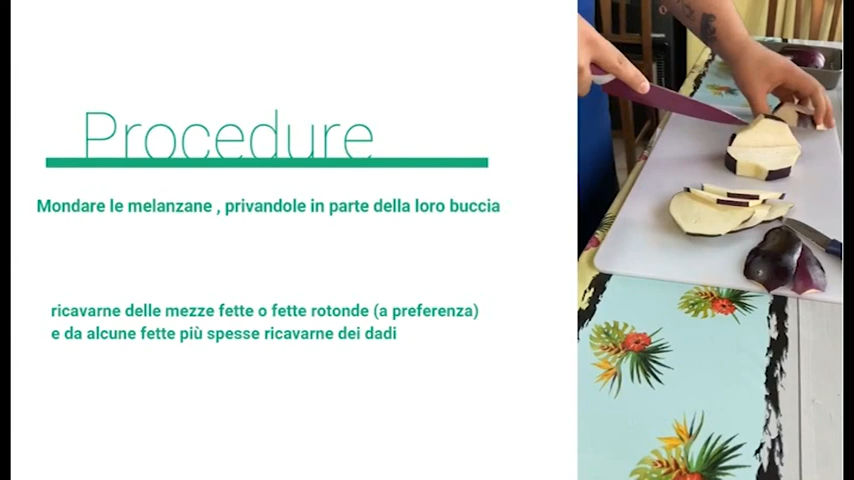 Procedure
Mondare le melanzane , privandole in parte della loro buccia
ricavarne delle mezze fette o fette rotonde (a preferenza)
e da alcune fette più spesse ricavarne dei dadi